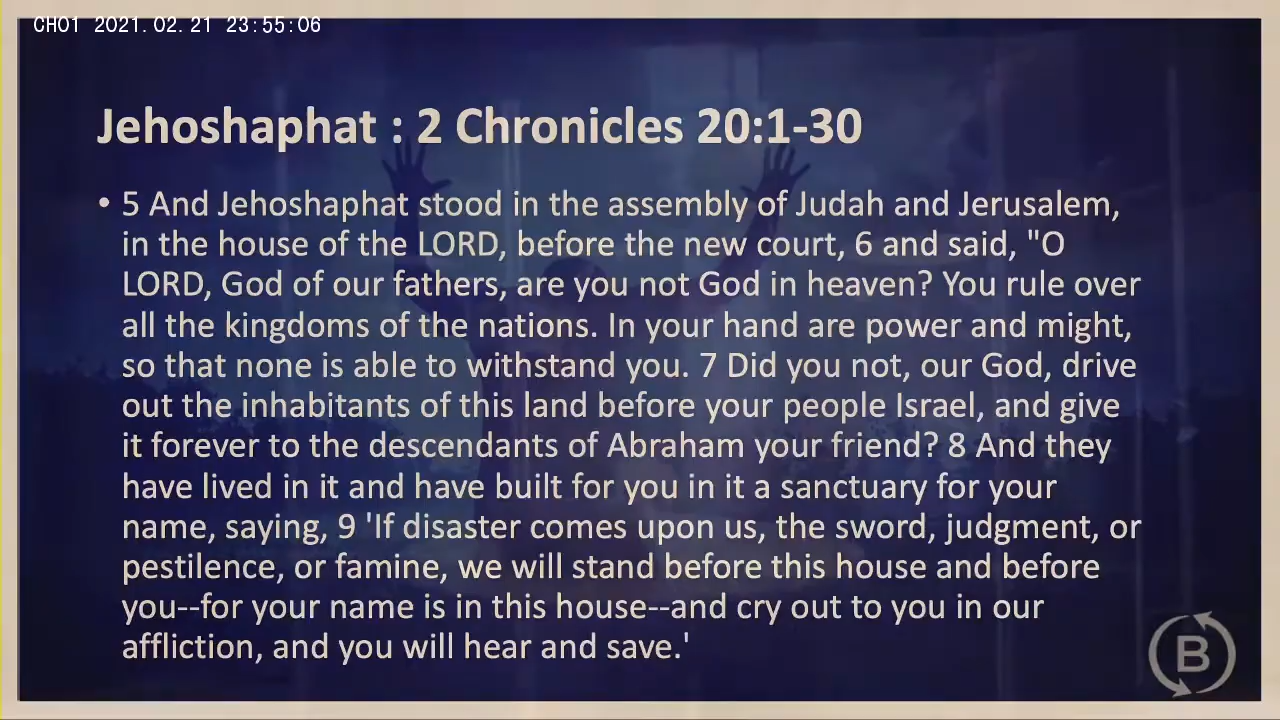 CH01 2021.02.21 23:55:06
Jehoshaphat : 2 Chronicles 20:1-30
• 5 And Jehoshaphat stood in the assembly of Judah and Jerusalem,
in the house of the LORD, before the new court, 6 and said, "O
LORD, God of our fathers, are you not God in heaven? You rule over
all the kingdoms of the nations. In your hand are power and might,
so that none is able to withstand you. 7 Did you not, our God, drive
out the inhabitants of this land before your people Israel, and give
it forever to the descendants of Abraham your friend? 8 And they
have lived in it and have built for you in it a sanctuary for your
name, saying, 9 'If disaster comes upon us, the sword, judgment, or
pestilence, or famine, we will stand before this house and before
you--for your name is in this house--and cry out to you in our
affliction, and you will hear and save.'
B